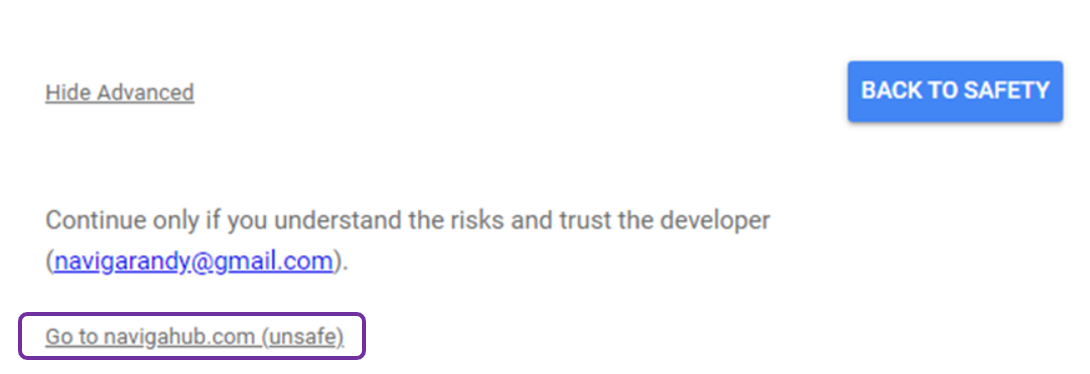 Hide Advanced
BACK TO SAFETY
Continue only if you understand the risks and trust the developer
(navigarandy@gmail.com).
Go to navigahub.com (unsafe)